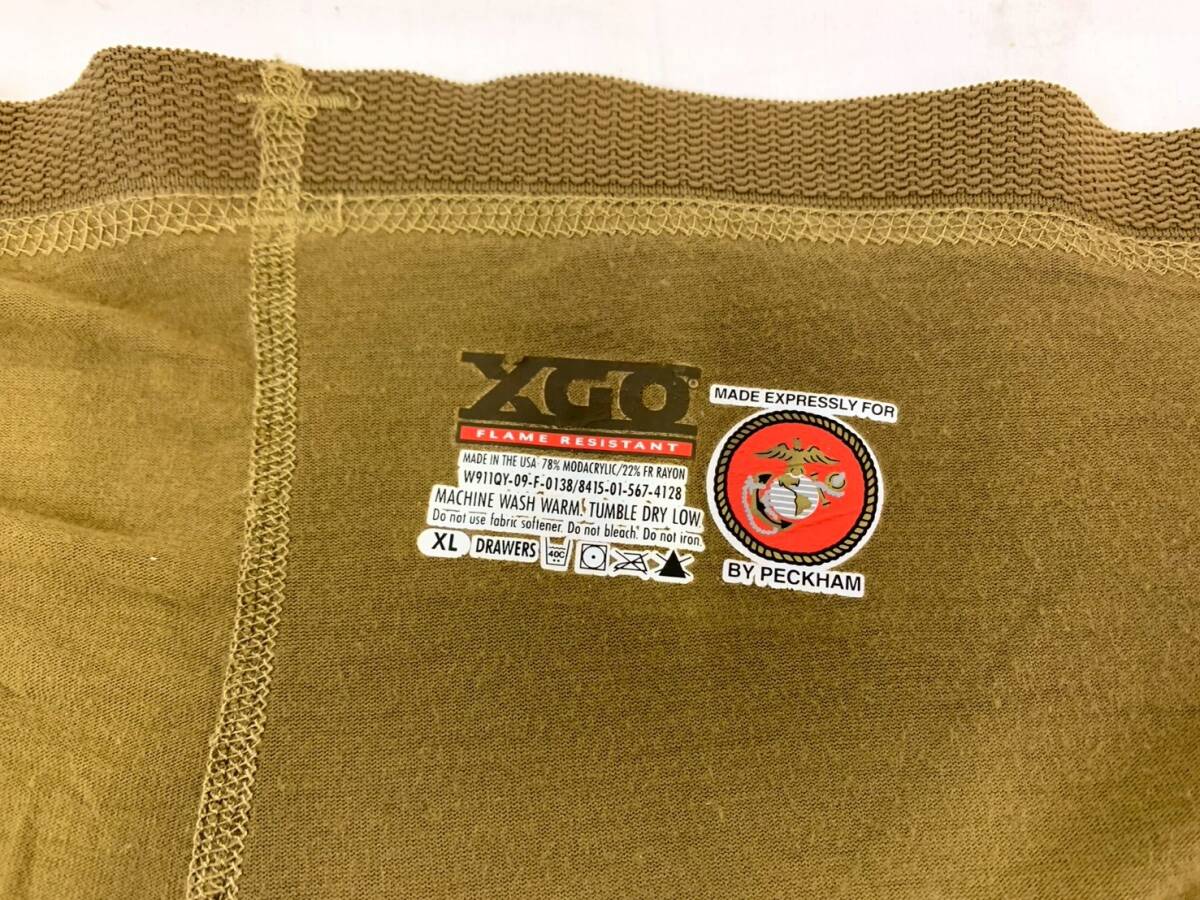 XGO®
FLAME RESISTANT
MADE IN THE USA 78% MODACRYLIC/22% FR RAYON
W911QY-09-F-0138/8415-01-567-4128
MACHINE WASH WARM. TUMBLE DRY LOW
Do not use fabric softener. Do not bleach. Do not iron.
XL DRAWERS 40C
MADE EXPRESSLY FOR
BY PECKHAM